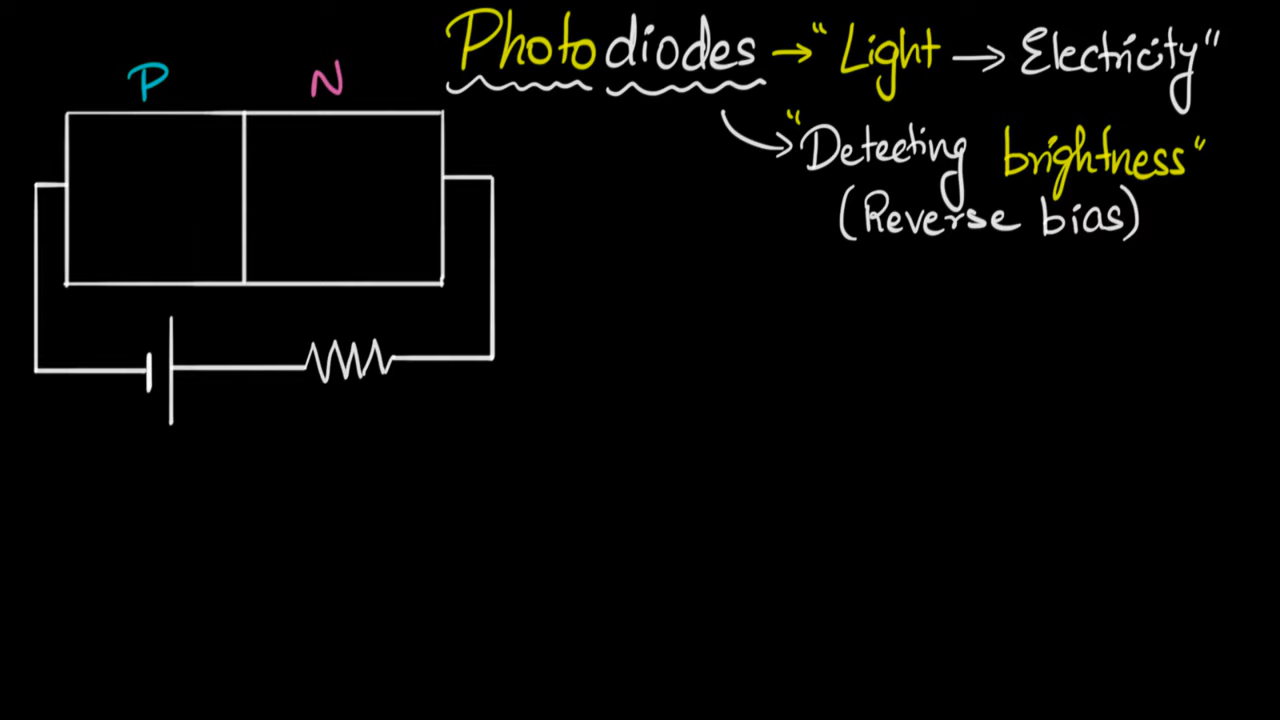 Photodiodes → "Light → Electricity"
P N
"Detecting brightness"
(Reverse bias)